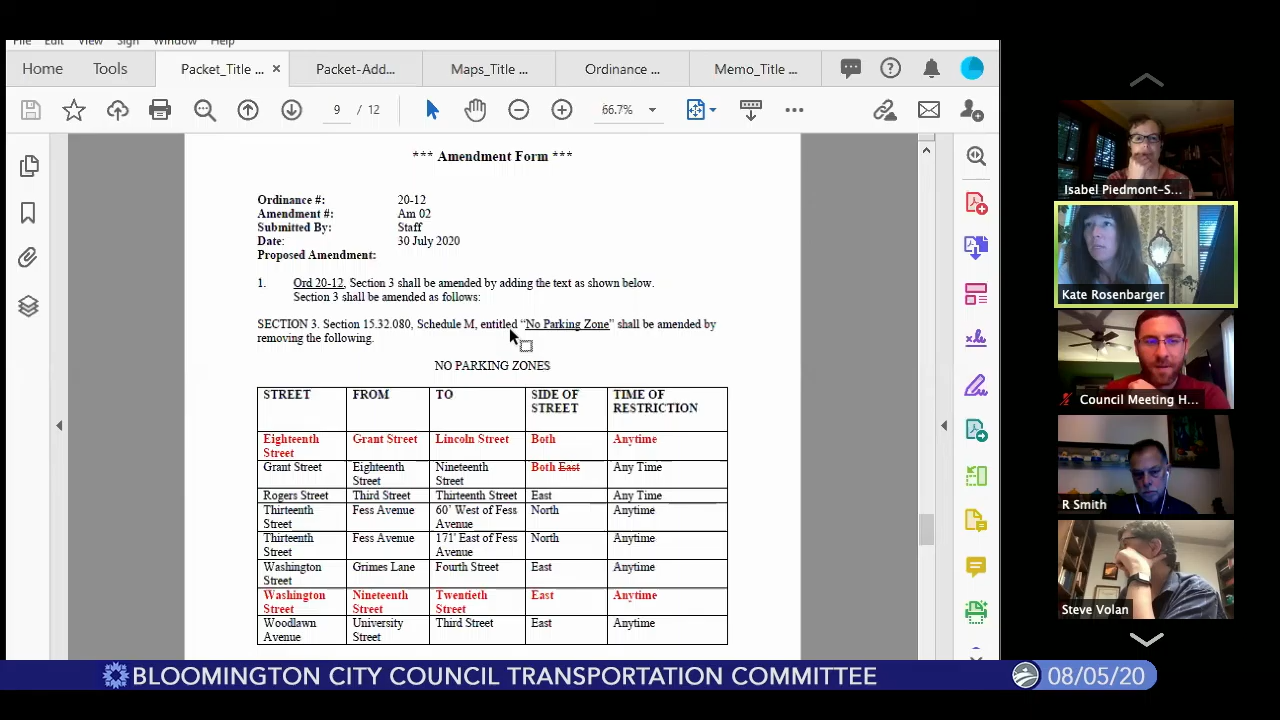 File Edit View Sign Window Help
Home Tools Packet_Title ... × Packet-Add... Maps_Title ... Ordinance ... Memo_Title ...
9 / 12 66.7%
*** Amendment Form ***
Ordinance #: 20-12
Amendment #: Am 02
Submitted By: Staff
Date: 30 July 2020
Proposed Amendment:
1. Ord 20-12, Section 3 shall be amended by adding the text as shown below.
Section 3 shall be amended as follows:
SECTION 3. Section 15.32.080, Schedule M, entitled “No Parking Zone” shall be amended by
removing the following.
NO PARKING ZONES
STREET FROM TO SIDE OF STREET TIME OF RESTRICTION
Eighteenth Street Grant Street Lincoln Street Both Anytime
Grant Street Eighteenth Street Nineteenth Street Both East Any Time
Rogers Street Third Street Thirteenth Street East Any Time
Thirteenth Street Fess Avenue 60’ West of Fess Avenue North Anytime
Thirteenth Street Fess Avenue 171' East of Fess Avenue North Anytime
Washington Street Grimes Lane Fourth Street East Anytime
Washington Street Nineteenth Street Twentieth Street East Anytime
Woodlawn Avenue University Street Third Street East Anytime
Isabel Piedmont-S...
Kate Rosenbarger
Council Meeting H...
R Smith
Steve Volan
BLOOMINGTON CITY COUNCIL TRANSPORTATION COMMITTEE 08/05/20